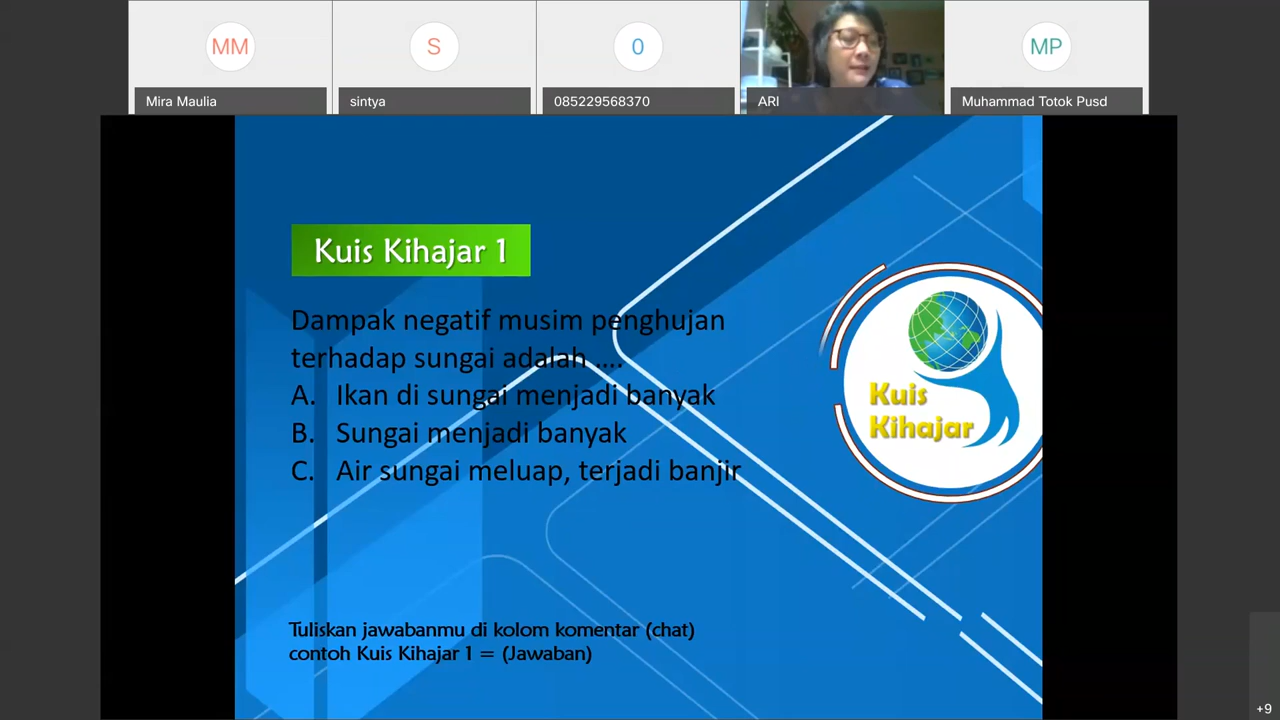 MM
S
0
MP
Mira Maulia
sintya
085229568370
ARI
Muhammad Totok Pusd
Kuis Kihajar 1
Dampak negatif musim penghujan
terhadap sungai adalah ....
A. Ikan di sungai menjadi banyak
B. Sungai menjadi banyak
C. Air sungai meluap, terjadi banjir
Kuis
Kihajar
Tuliskan jawabanmu di kolom komentar (chat)
contoh Kuis Kihajar 1 = (Jawaban)
+9